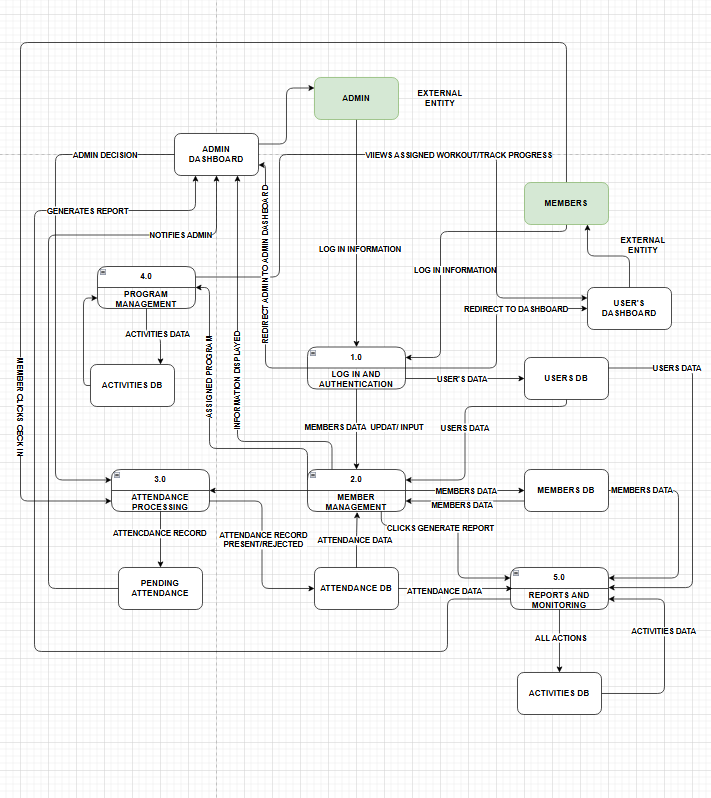 ADMIN
EXTERNAL
ENTITY
ADMIN
DASHBOARD
ADMIN DECISION
VIIEWS ASSIGNED WORKOUT/TRACK PROGRESS
MEMBERS
GENERATES REPORT
NOTIFIES ADMIN
EXTERNAL
ENTITY
LOG IN INFORMATION
LOG IN INFORMATION
REDIRECT ADMIN TO ADMIN DASHBOARD
4.0
PROGRAM
MANAGEMENT
USER'S
DASHBOARD
REDIRECT TO DASHBOARD
ACTIVITIES DATA
1.0
LOG IN AND
AUTHENTICATION
USER'S DATA
USERS DB
USERS DATA
ACTIVITIES DB
ASSIGNED PROGRAM
INFORMATION DISPLAYED
MEMBER CLICKS CECK IN
MEMBERS DATA UPDAT/ INPUT
USERS DATA
3.0
ATTENDANCE
PROCESSING
2.0
MEMBER
MANAGEMENT
MEMBERS DATA
MEMBERS DATA
MEMBERS DB
MEMBERS DATA
CLICKS GENERATE REPORT
ATTENCDANCE RECORD
ATTENDANCE RECORD
PRESENT/REJECTED
ATTENDANCE DATA
PENDING
ATTENDANCE
ATTENDANCE DB
ATTENDANCE DATA
5.0
REPORTS AND
MONITORING
ALL ACTIONS
ACTIVITIES DATA
ACTIVITIES DB